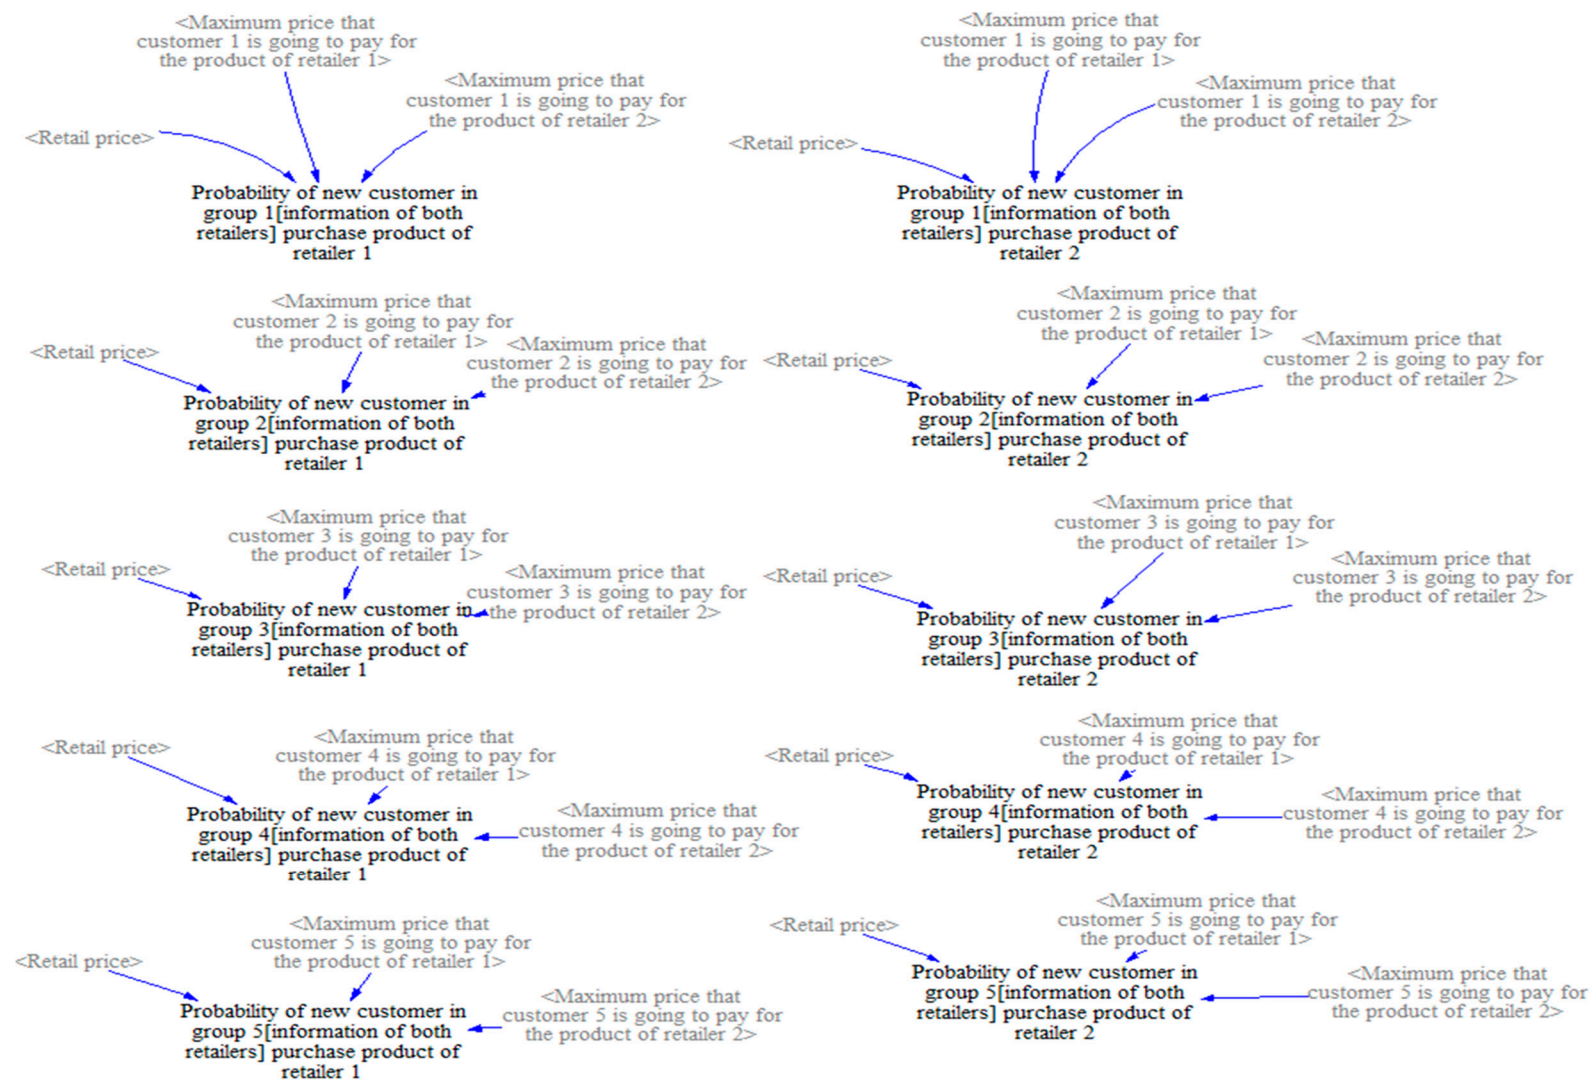 <Maximum price that
customer 1 is going to pay for
the product of retailer 1>
<Maximum price that
customer 1 is going to pay for
the product of retailer 2>
<Retail price>
Probability of new customer in
group 1[information of both
retailers] purchase product of
retailer 1
<Maximum price that
customer 1 is going to pay for
the product of retailer 1>
<Maximum price that
customer 1 is going to pay for
the product of retailer 2>
<Retail price>
Probability of new customer in
group 1[information of both
retailers] purchase product of
retailer 2
<Maximum price that
customer 2 is going to pay for
the product of retailer 1>
<Retail price>
<Maximum price that
customer 2 is going to pay for
the product of retailer 2>
Probability of new customer in
group 2[information of both
retailers] purchase product of
retailer 1
<Maximum price that
customer 2 is going to pay for
the product of retailer 1>
<Retail price>
<Maximum price that
customer 2 is going to pay for
the product of retailer 2>
Probability of new customer in
group 2[information of both
retailers] purchase product of
retailer 2
<Maximum price that
customer 3 is going to pay for
the product of retailer 1>
<Retail price>
<Maximum price that
customer 3 is going to pay for
the product of retailer 2>
Probability of new customer in
group 3[information of both
retailers] purchase product of
retailer 1
<Maximum price that
customer 3 is going to pay for
the product of retailer 1>
<Retail price>
<Maximum price that
customer 3 is going to pay for
the product of retailer 2>
Probability of new customer in
group 3[information of both
retailers] purchase product of
retailer 2
<Retail price>
<Maximum price that
customer 4 is going to pay for
the product of retailer 1>
<Maximum price that
customer 4 is going to pay for
the product of retailer 2>
Probability of new customer in
group 4[information of both
retailers] purchase product of
retailer 1
<Maximum price that
customer 4 is going to pay for
the product of retailer 1>
<Retail price>
<Maximum price that
customer 4 is going to pay for
the product of retailer 2>
Probability of new customer in
group 4[information of both
retailers] purchase product of
retailer 2
<Maximum price that
customer 5 is going to pay for
the product of retailer 1>
<Retail price>
<Maximum price that
customer 5 is going to pay for
the product of retailer 2>
Probability of new customer in
group 5[information of both
retailers] purchase product of
retailer 1
<Maximum price that
customer 5 is going to pay for
the product of retailer 1>
<Retail price>
<Maximum price that
customer 5 is going to pay for
the product of retailer 2>
Probability of new customer in
group 5[information of both
retailers] purchase product of
retailer 2